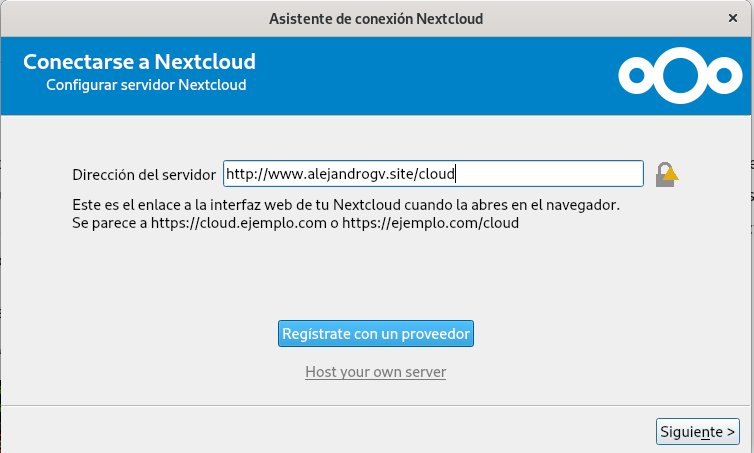 Asistente de conexión Nextcloud
Conectarse a Nextcloud
Configurar servidor Nextcloud
Dirección del servidor http://www.alejandrogv.site/cloud
Este es el enlace a la interfaz web de tu Nextcloud cuando la abres en el navegador.
Se parece a https://cloud.ejemplo.com o https://ejemplo.com/cloud
Regístrate con un proveedor
Host your own server
Siguiente >